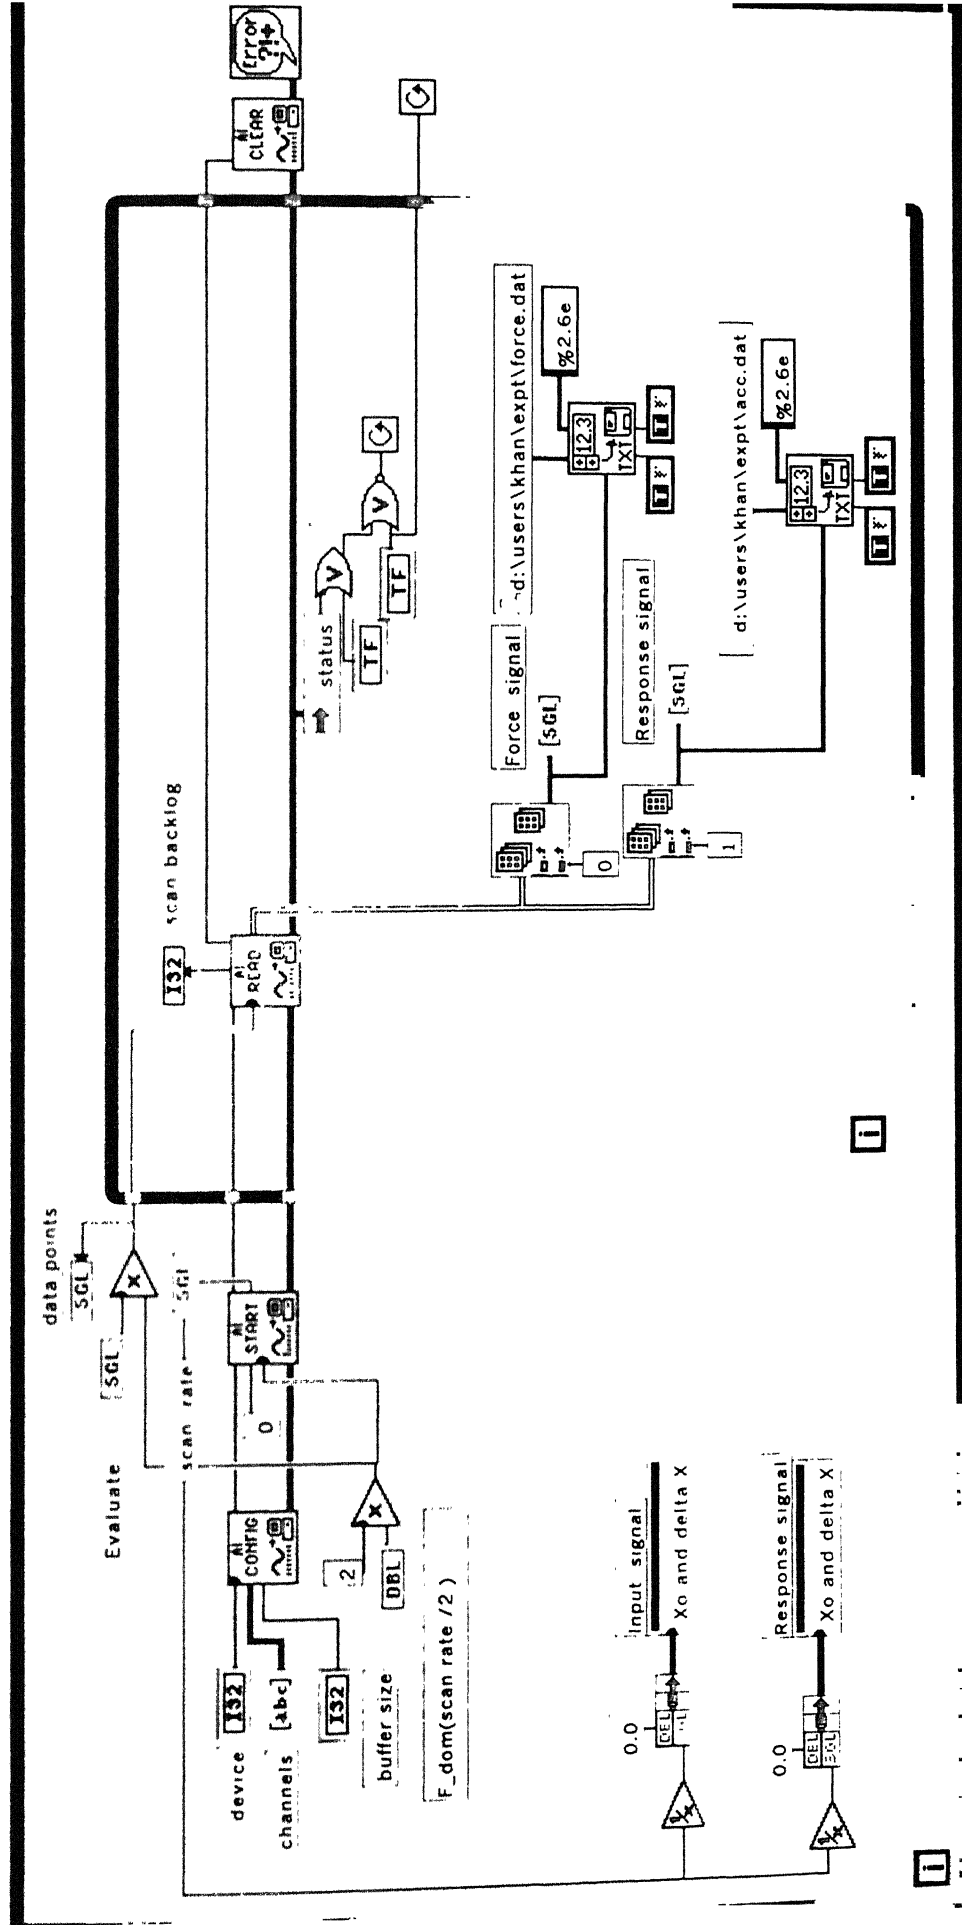 Error
?!+
AI
CLEAR
data points
SGL
SGL
Evaluate
scan rate
SGL
AI
CONFIG
AI
START
AI
READ
0
I32
scan backlog
device
I32
channels
[abc]
I32
buffer size
2
DBL
F_dom(scan rate /2 )
status
TF
TF
Force signal
[SGL]
0
d:\users\khan\expt\force.dat
%2.6e
12.3
TXT
T
T
Response signal
[SGL]
1
d:\users\khan\expt\acc.dat
%2.6e
12.3
TXT
T
T
i
Input signal
Xo and delta X
0.0
1/x
Response signal
Xo and delta X
0.0
1/x
i